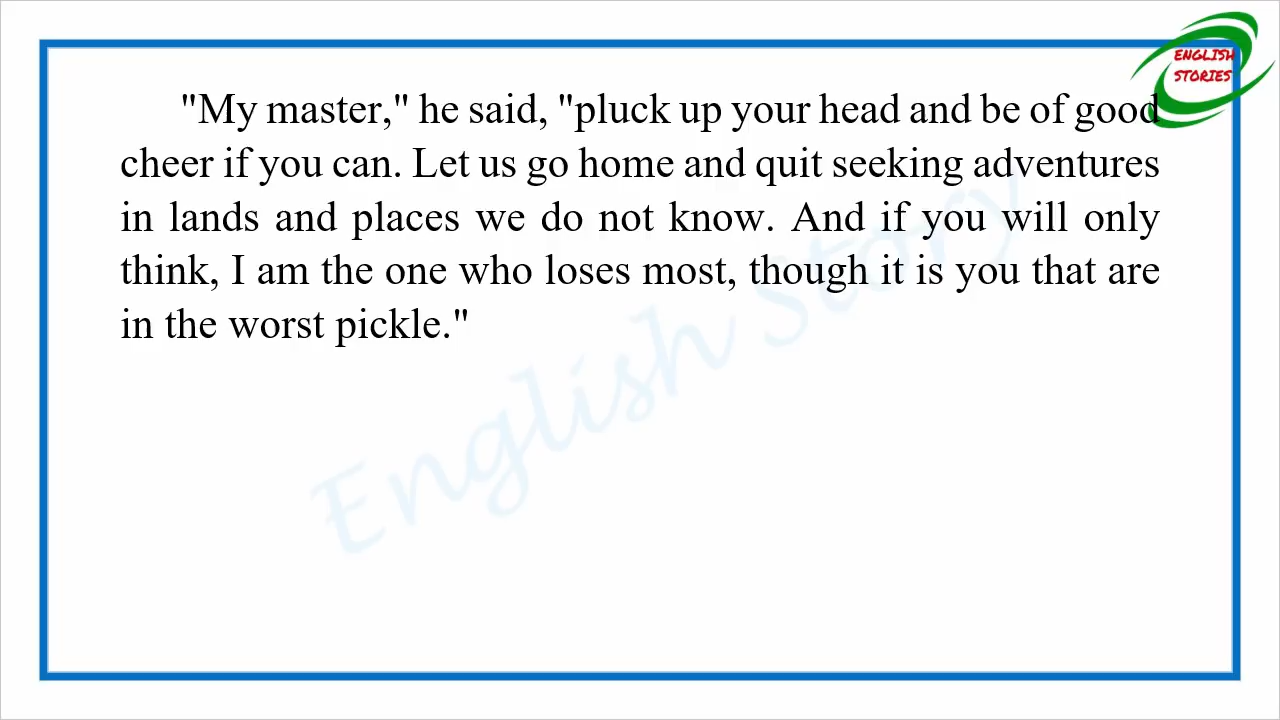 ENGLISH
STORIES
"My master," he said, "pluck up your head and be of good
cheer if you can. Let us go home and quit seeking adventures
in lands and places we do not know. And if you will only
think, I am the one who loses most, though it is you that are
in the worst pickle."
English Story